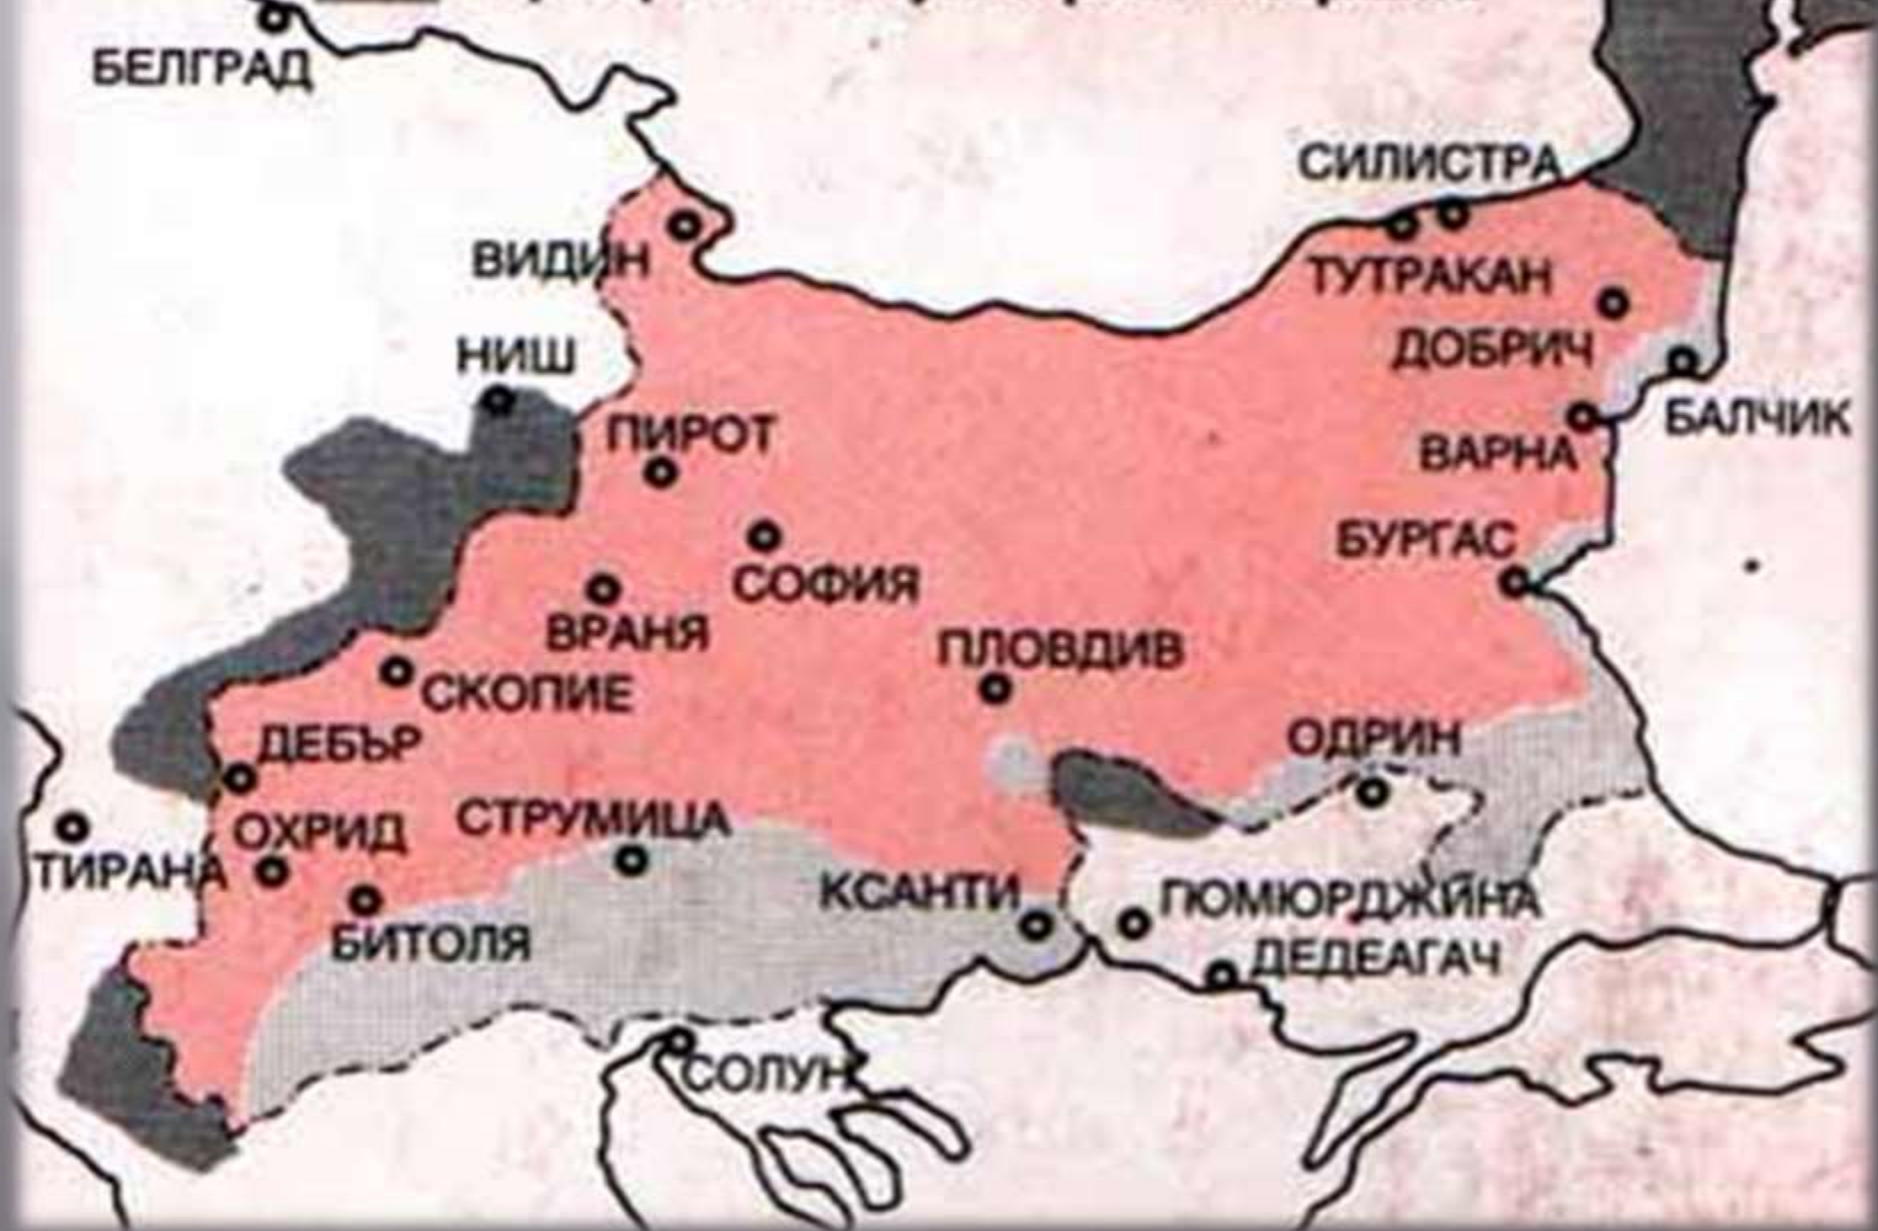 БЕЛГРАД
СИЛИСТРА
ВИДИН
ТУТРАКАН
НИШ
ДОБРИЧ
ПИРОТ
БАЛЧИК
ВАРНА
БУРГАС
СОФИЯ
ВРАНЯ
ПЛОВДИВ
СКОПИЕ
ДЕБЪР
ОДРИН
ОХРИД
СТРУМИЦА
ТИРАНА
КСАНТИ
ГЮМЮРДЖИНА
БИТОЛЯ
ДЕДЕАГАЧ
СОЛУН